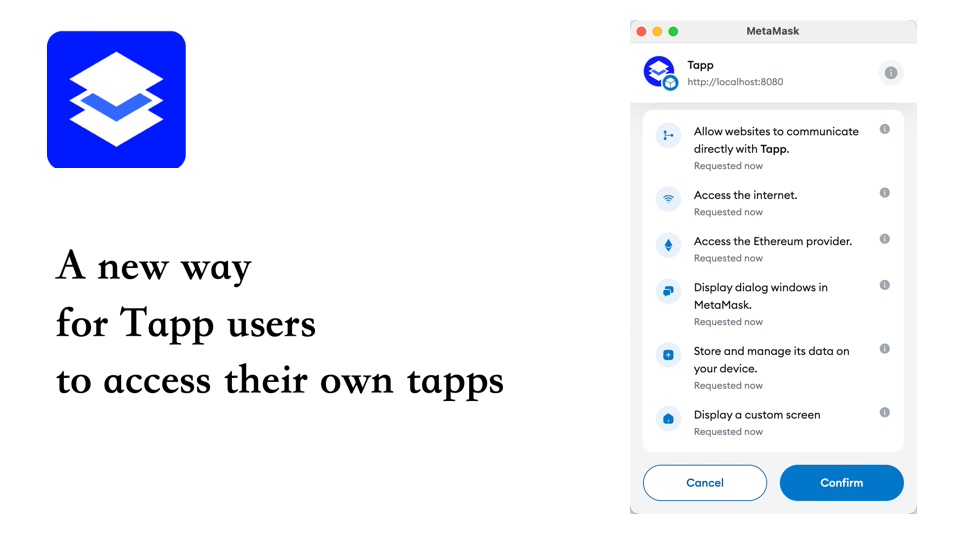 A new way
for Tapp users
to access their own tapps
MetaMask
Tapp
http://localhost:8080
Allow websites to communicate
directly with Tapp.
Requested now
Access the internet.
Requested now
Access the Ethereum provider.
Requested now
Display dialog windows in
MetaMask.
Requested now
Store and manage its data on
your device.
Requested now
Display a custom screen
Requested now
Cancel
Confirm